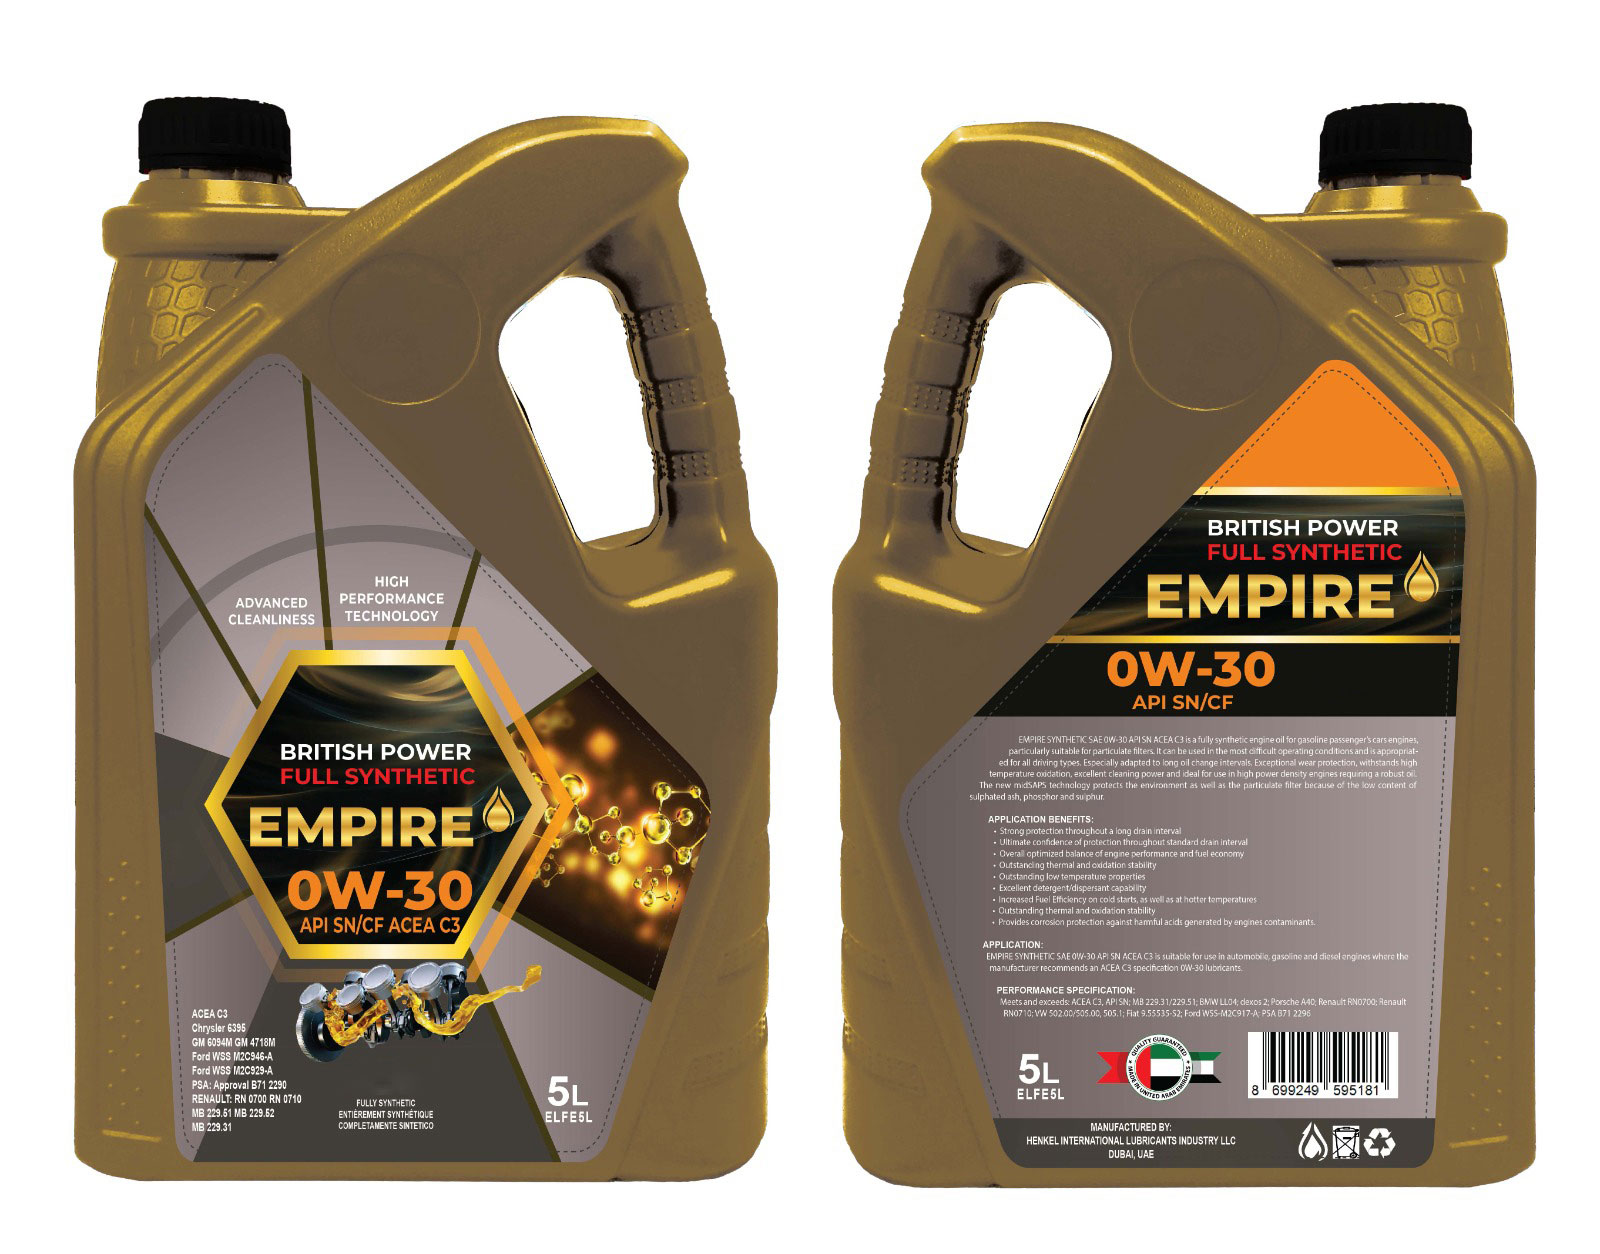 ADVANCED
CLEANLINESS
HIGH
PERFORMANCE
TECHNOLOGY
BRITISH POWER
FULL SYNTHETIC
EMPIRE
0W-30
API SN/CF ACEA C3
ACEA C3
Chrysler 6395
GM 6094M GM 4718M
Ford WSS M2C946-A
Ford WSS M2C929-A
PSA: Approval B71 2290
RENAULT: RN 0700 RN 0710
MB 229.51 MB 229.52
MB 229.31
FULLY SYNTHETIC
ENTIÈREMENT SYNTHÉTIQUE
COMPLETAMENTE SINTETICO
5L
ELFE5L
BRITISH POWER
FULL SYNTHETIC
EMPIRE
0W-30
API SN/CF
EMPIRE SYNTHETIC SAE 0W-30 API SN ACEA C3 is a fully synthetic engine oil for gasoline passenger's cars engines,
particularly suitable for particulate filters. It can be used in the most difficult operating conditions and is appropriat-
ed for all driving types. Especially adapted to long oil change intervals. Exceptional wear protection, withstands high
temperature oxidation, excellent cleaning power and ideal for use in high power density engines requiring a robust oil.
The new midSAPS technology protects the environment as well as the particulate filter because of the low content of
sulphated ash, phosphor and sulphur.
APPLICATION BENEFITS:
• Strong protection throughout a long drain interval
• Ultimate confidence of protection throughout standard drain interval
• Overall optimized balance of engine performance and fuel economy
• Outstanding thermal and oxidation stability
• Outstanding low temperature properties
• Excellent detergent/dispersant capability
• Increased Fuel Efficiency on cold starts, as well as at hotter temperatures
• Outstanding thermal and oxidation stability
• Provides corrosion protection against harmful acids generated by engines contaminants.
APPLICATION:
EMPIRE SYNTHETIC SAE 0W-30 API SN ACEA C3 is suitable for use in automobile, gasoline and diesel engines where the
manufacturer recommends an ACEA C3 specification 0W-30 lubricants.
PERFORMANCE SPECIFICATION:
Meets and exceeds: ACEA C3, API SN; MB 229.31/229.51; BMW LL04; dexos 2; Porsche A40; Renault RN0700; Renault
RN0710; VW 502.00/505.00, 505.1; Fiat 9.55535-S2; Ford WSS-M2C917-A; PSA B71 2296
5L
ELFE5L
QUALITY GUARANTEED
MADE IN UNITED ARAB EMIRATES
8 699249 595181
MANUFACTURED BY:
HENKEL INTERNATIONAL LUBRICANTS INDUSTRY LLC
DUBAI, UAE